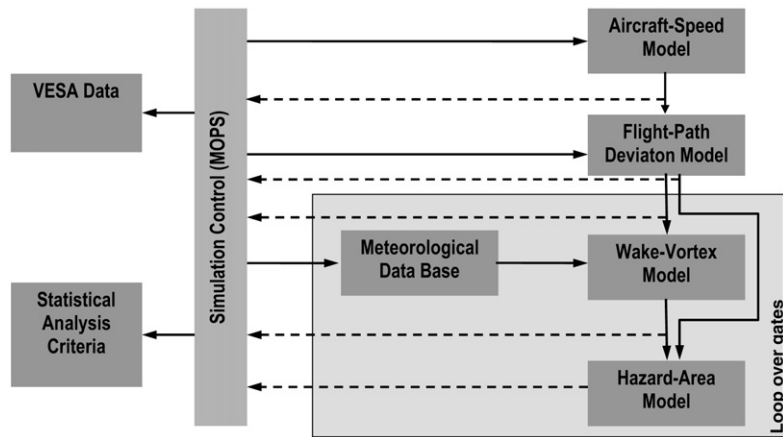 Aircraft-Speed
Model
VESA Data
Simulation Control (MOPS)
Flight-Path
Deviaton Model
Meteorological
Data Base
Wake-Vortex
Model
Statistical
Analysis
Criteria
Hazard-Area
Model
Loop over gates